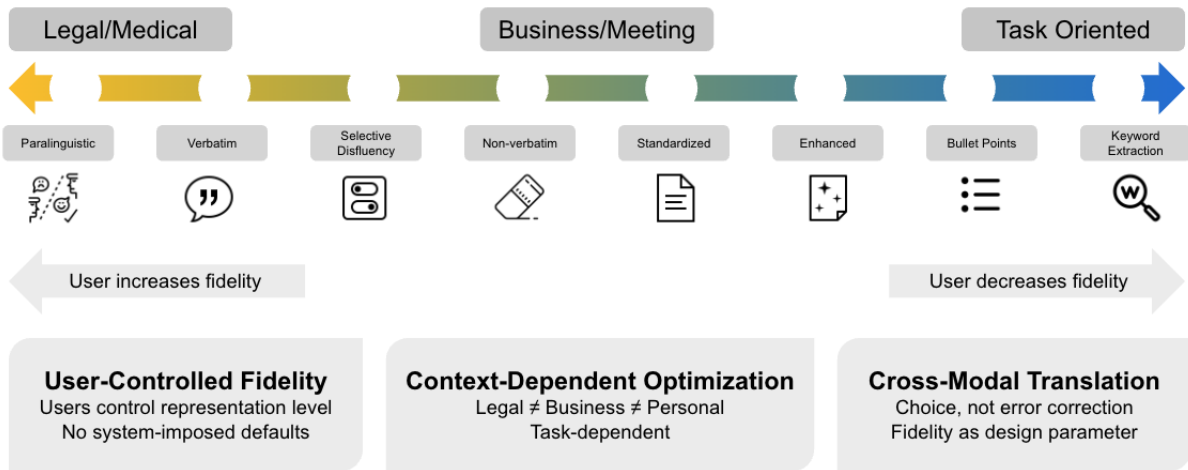 Legal/Medical
Business/Meeting
Task Oriented
Paralinguistic
Verbatim
Selective
Disfluency
Non-verbatim
Standardized
Enhanced
Bullet Points
Keyword
Extraction
W
User increases fidelity
User decreases fidelity
User-Controlled Fidelity
Users control representation level
No system-imposed defaults
Context-Dependent Optimization
Legal ≠ Business ≠ Personal
Task-dependent
Cross-Modal Translation
Choice, not error correction
Fidelity as design parameter